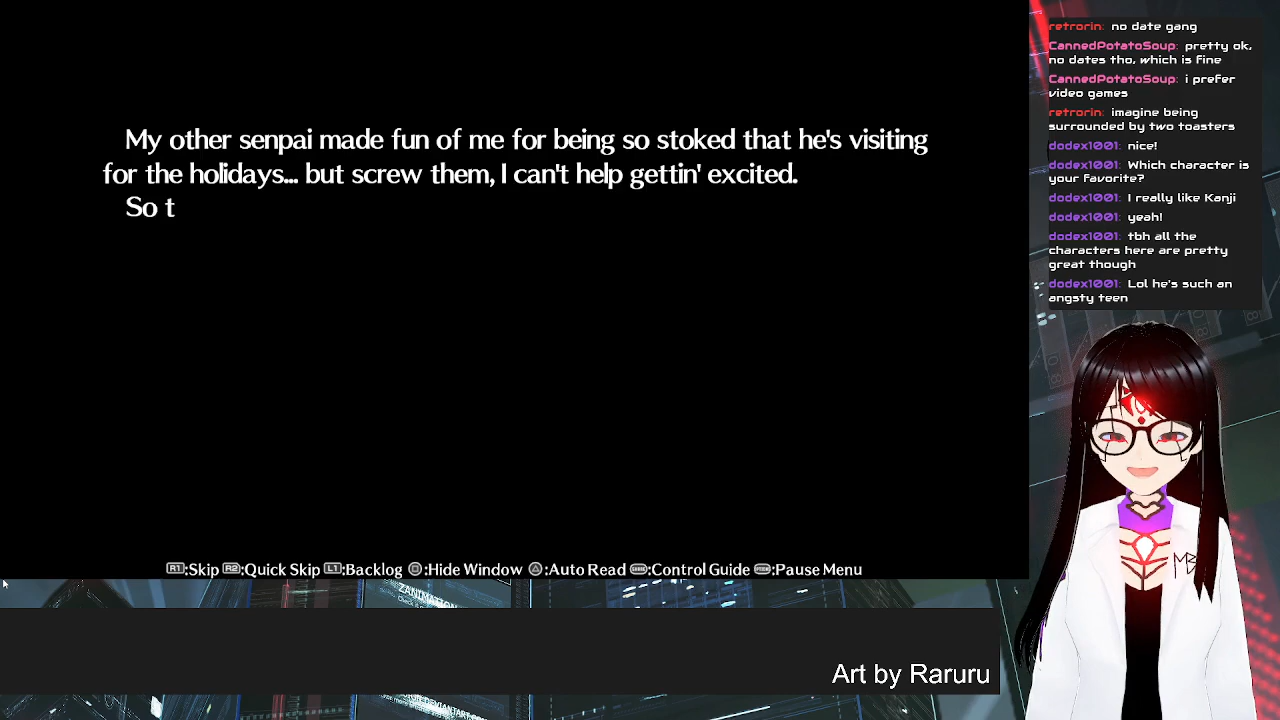 My other senpai made fun of me for being so stoked that he's visiting
for the holidays... but screw them, I can't help gettin' excited.
So t
R1:Skip R2:Quick Skip L1:Backlog :Hide Window :Auto Read :Control Guide :Pause Menu
Art by Raruru
retrorin: no date gang
CannedPotatoSoup: pretty ok,
no dates tho, which is fine
CannedPotatoSoup: i prefer
video games
retrorin: imagine being
surrounded by two toasters
dodex1001: nice!
dodex1001: Which character is
your favorite?
dodex1001: I really like Kanji
dodex1001: yeah!
dodex1001: tbh all the
characters here are pretty
great though
dodex1001: Lol he's such an
angsty teen
MB